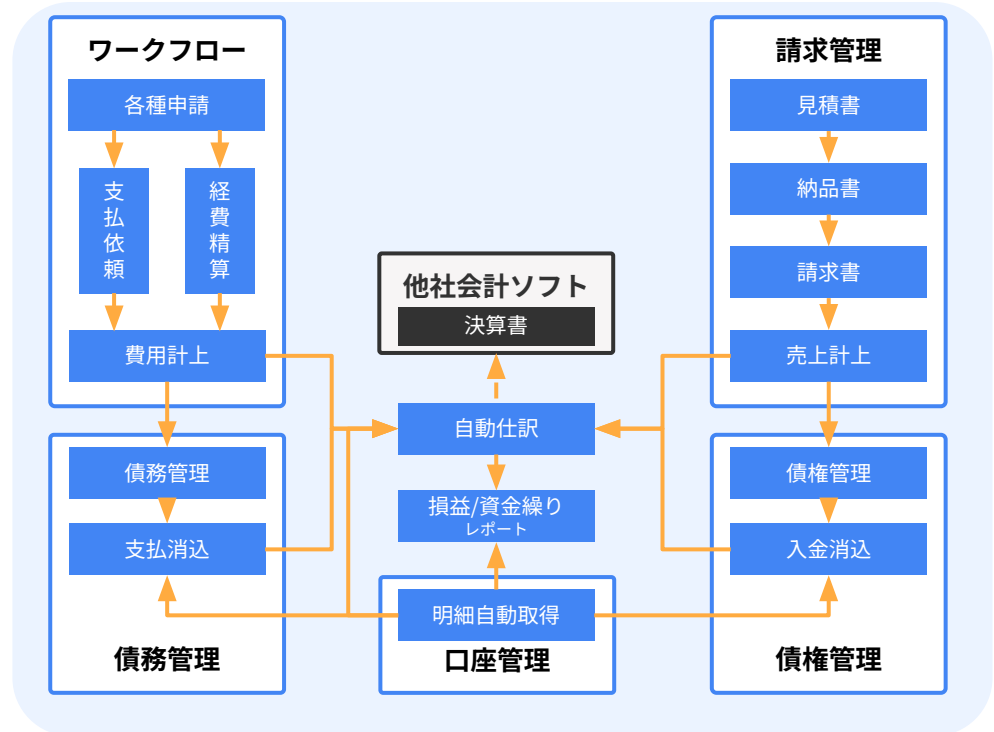 ワークフロー
各種申請
支払依頼
経費精算
費用計上
債務管理
支払消込
債務管理
他社会計ソフト
決算書
自動仕訳
損益/資金繰り
レポート
明細自動取得
口座管理
請求管理
見積書
納品書
請求書
売上計上
債権管理
入金消込
債権管理